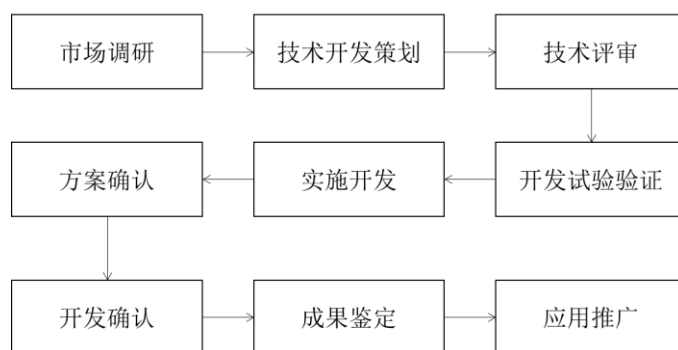 市场调研
技术开发策划
技术评审
开发试验验证
实施开发
方案确认
开发确认
成果鉴定
应用推广